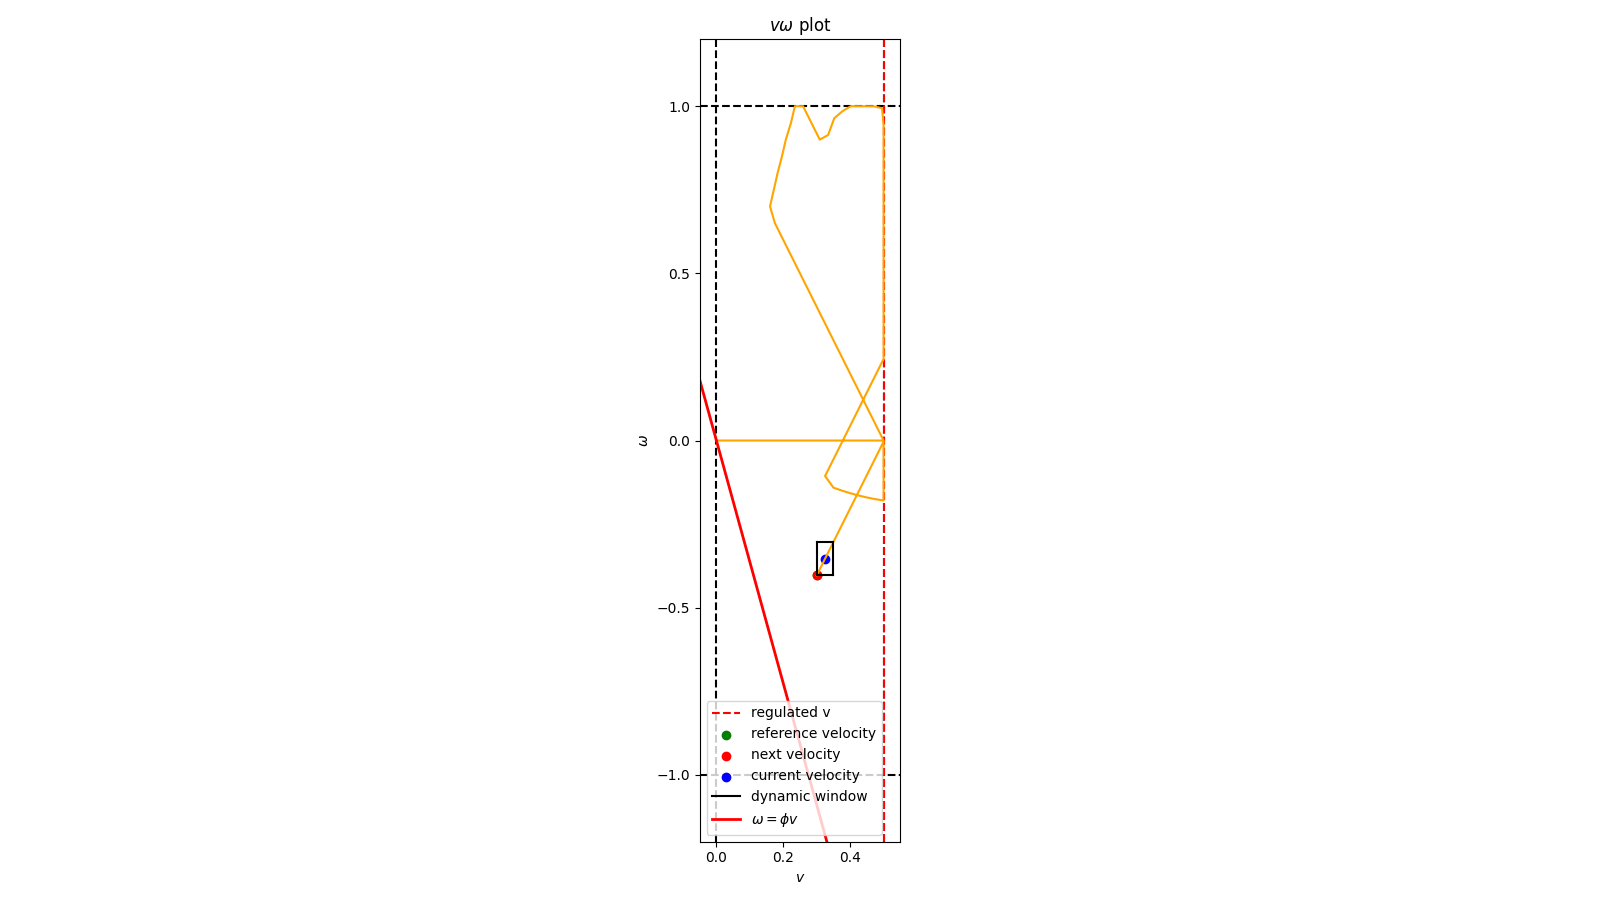 vω plot
1.0
0.5
0.0
−0.5
−1.0
ω
regulated v
reference velocity
next velocity
current velocity
dynamic window
ω = ϕv
0.0 0.2 0.4
v